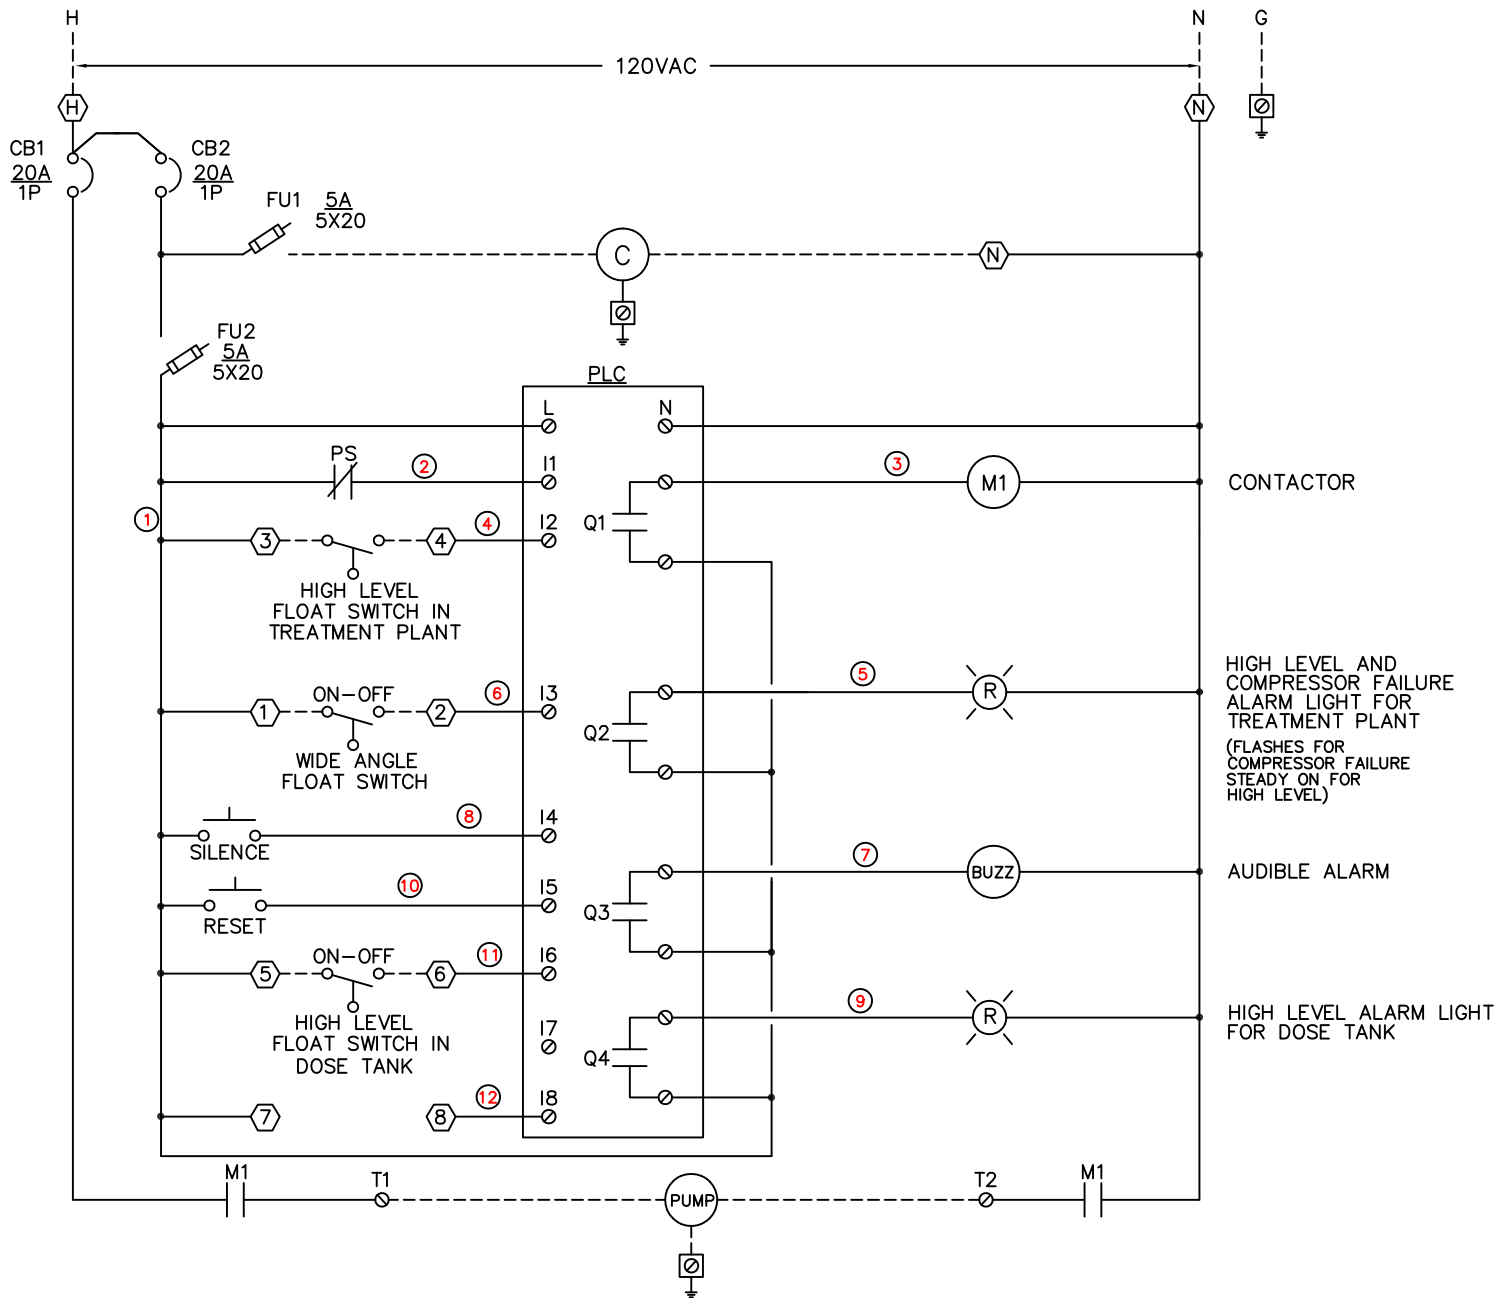 H
N
G
120VAC
H
N
CB1
20A
1P
CB2
20A
1P
FU1
5A
5X20
C
N
FU2
5A
5X20
PLC
L
N
PS
2
I1
3
M1
CONTACTOR
1
3
4
4
I2
Q1
HIGH LEVEL
FLOAT SWITCH IN
TREATMENT PLANT
ON-OFF
1
2
6
I3
5
R
HIGH LEVEL AND
COMPRESSOR FAILURE
ALARM LIGHT FOR
TREATMENT PLANT
(FLASHES FOR
COMPRESSOR FAILURE
STEADY ON FOR
HIGH LEVEL)
Q2
WIDE ANGLE
FLOAT SWITCH
8
I4
SILENCE
7
BUZZ
AUDIBLE ALARM
10
I5
RESET
Q3
ON-OFF
5
6
11
I6
9
R
HIGH LEVEL ALARM LIGHT
FOR DOSE TANK
HIGH LEVEL
FLOAT SWITCH IN
DOSE TANK
I7
Q4
7
8
12
I8
M1
T1
PUMP
T2
M1